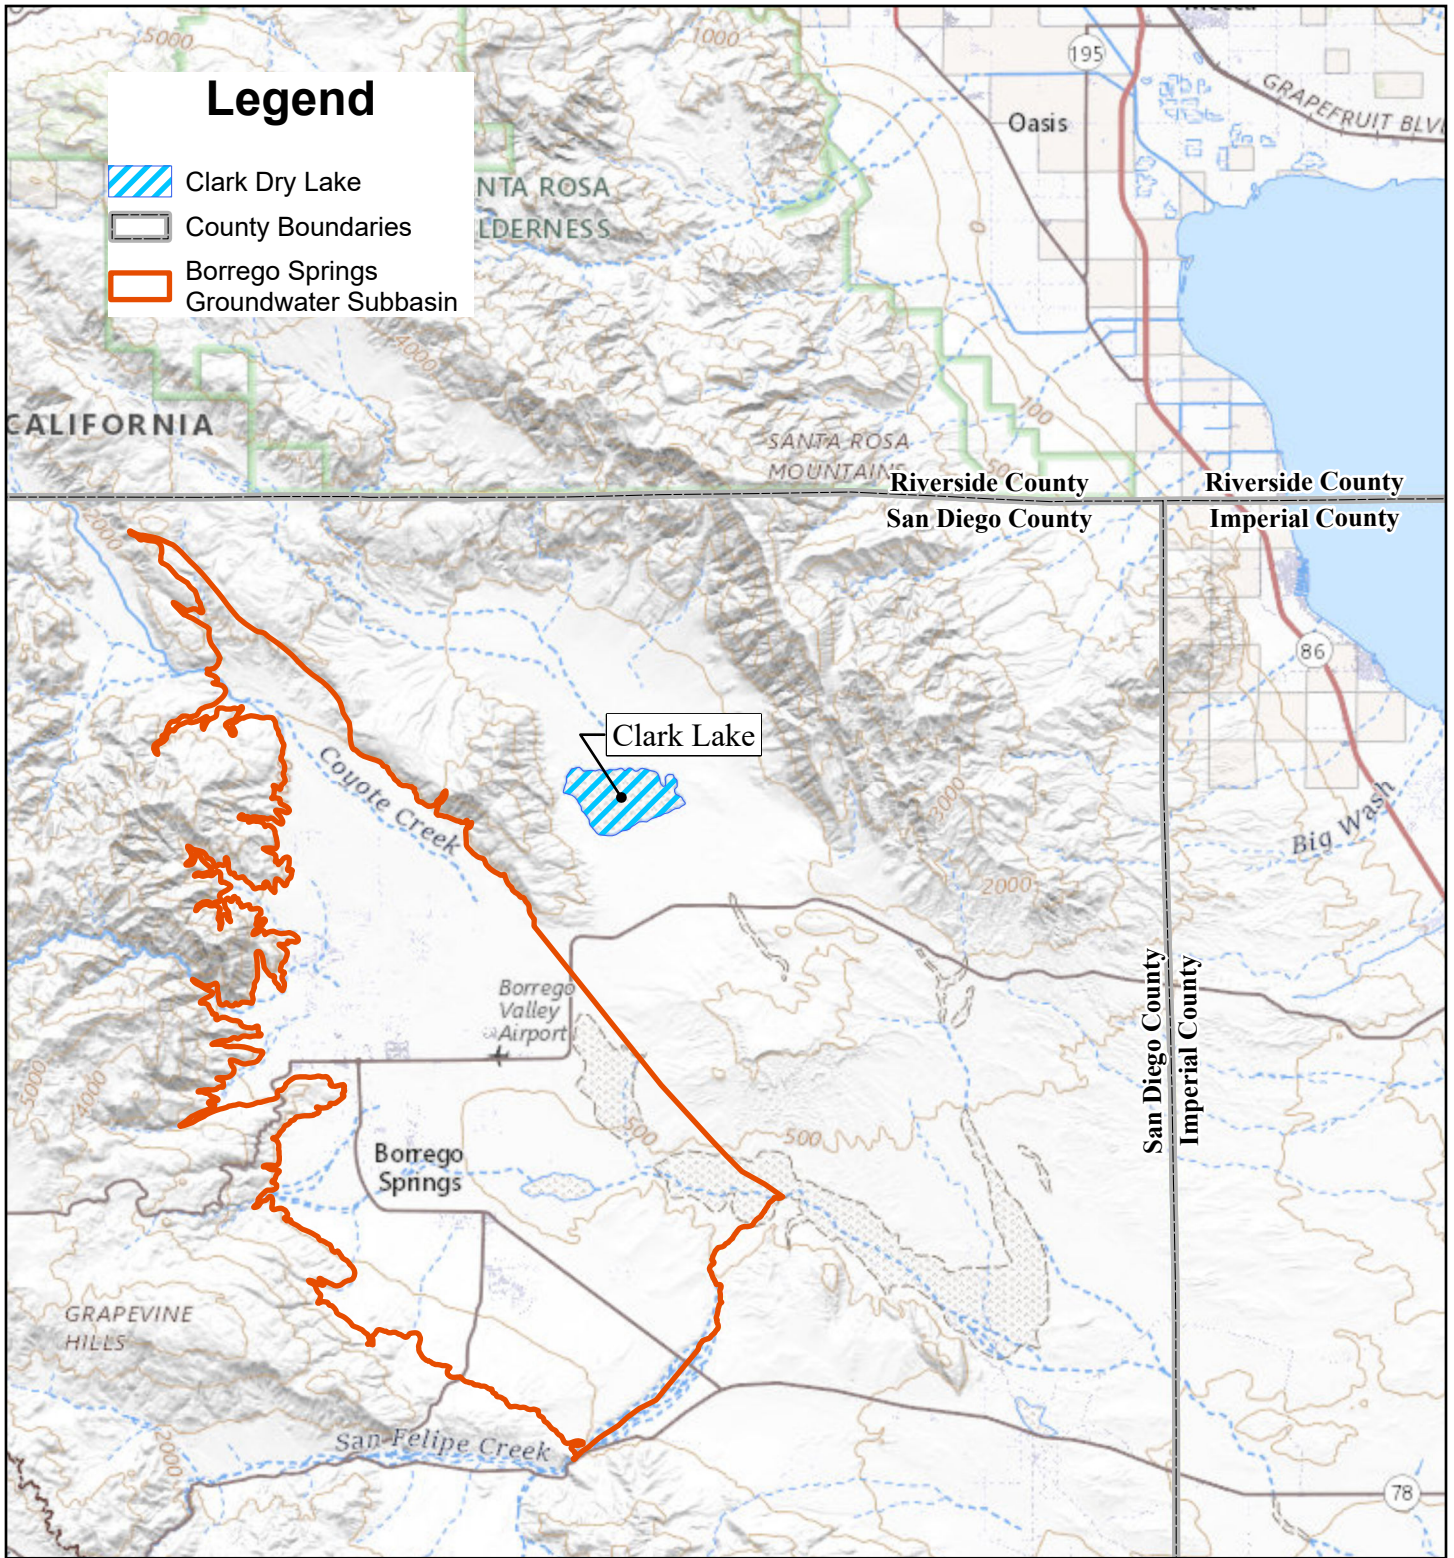 5000
1000
195
GRAPEFRUIT BLV
Oasis
Legend
Clark Dry Lake
County Boundaries
Borrego Springs
Groundwater Subbasin
NTA ROSA
LDERNESS
0
4000
100
CALIFORNIA
SANTA ROSA
MOUNTAINS
50
Riverside County
Riverside County
San Diego County
Imperial County
2000
86
Clark Lake
Coyote Creek
3000
Big Wash
2000
Borrego
Valley
Airport
San Diego County
Imperial County
5000
4000
500
500
Borrego
Springs
GRAPEVINE
HILLS
San Felipe Creek
2000
78